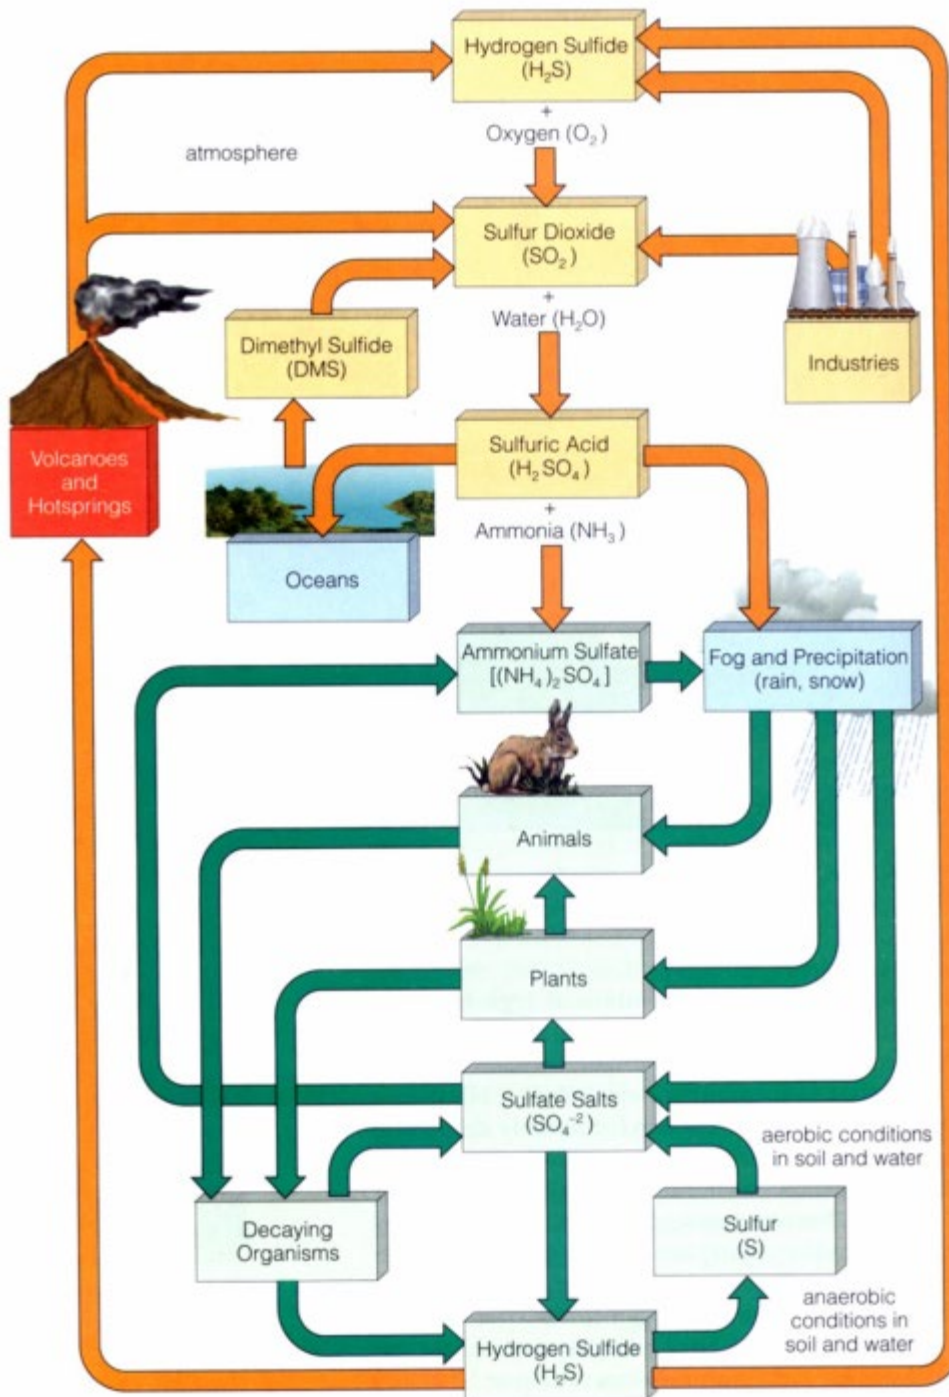 Hydrogen Sulfide
(H₂S)
+
Oxygen (O₂)
atmosphere
Sulfur Dioxide
(SO₂)
+
Water (H₂O)
Dimethyl Sulfide
(DMS)
Industries
Volcanoes
and
Hotsprings
Sulfuric Acid
(H₂SO₄)
+
Ammonia (NH₃)
Oceans
Ammonium Sulfate
[(NH₄)₂SO₄]
Fog and Precipitation
(rain, snow)
Animals
Plants
Sulfate Salts
(SO₄⁻²)
aerobic conditions
in soil and water
Decaying
Organisms
Sulfur
(S)
anaerobic
conditions in
soil and water
Hydrogen Sulfide
(H₂S)